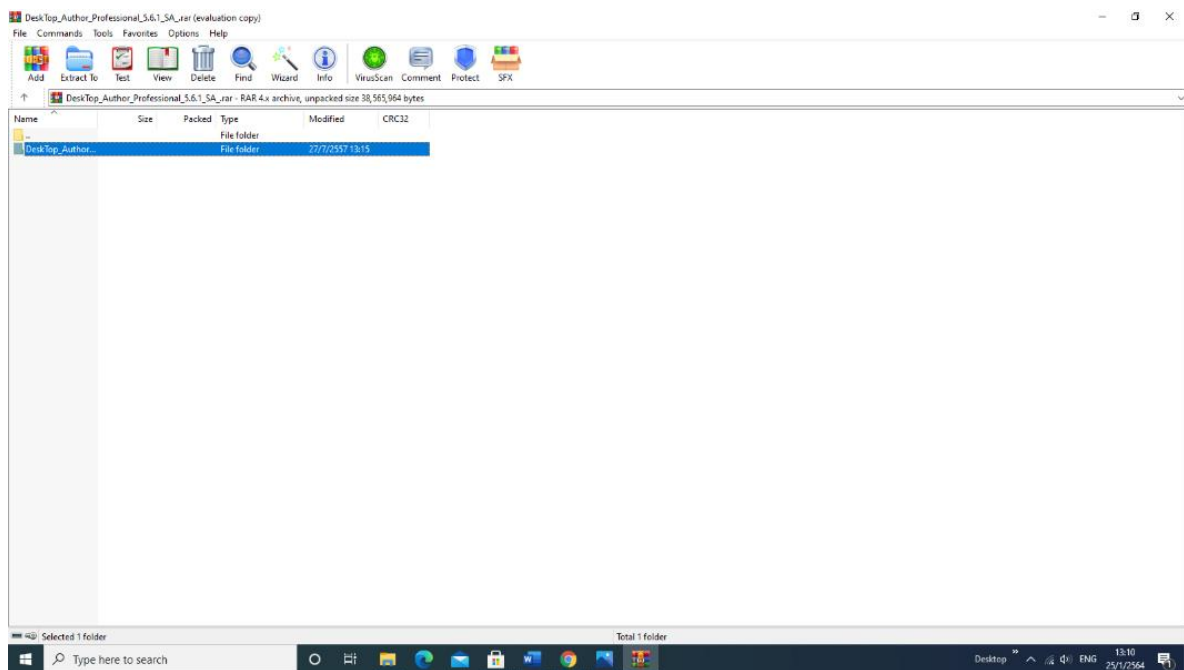 DeskTop_Author_Professional_5.6.1_SA_.rar (evaluation copy)
File Commands Tools Favorites Options Help
Add Extract To Test View Delete Find Wizard Info VirusScan Comment Protect SFX
DeskTop_Author_Professional_5.6.1_SA_.rar - RAR 4.x archive, unpacked size 38,565,964 bytes
Name Size Packed Type Modified CRC32
.. File folder
DeskTop_Author... File folder 27/7/2557 13:15
Selected 1 folder Total 1 folder
Type here to search Desktop ENG 13:10
25/1/2564